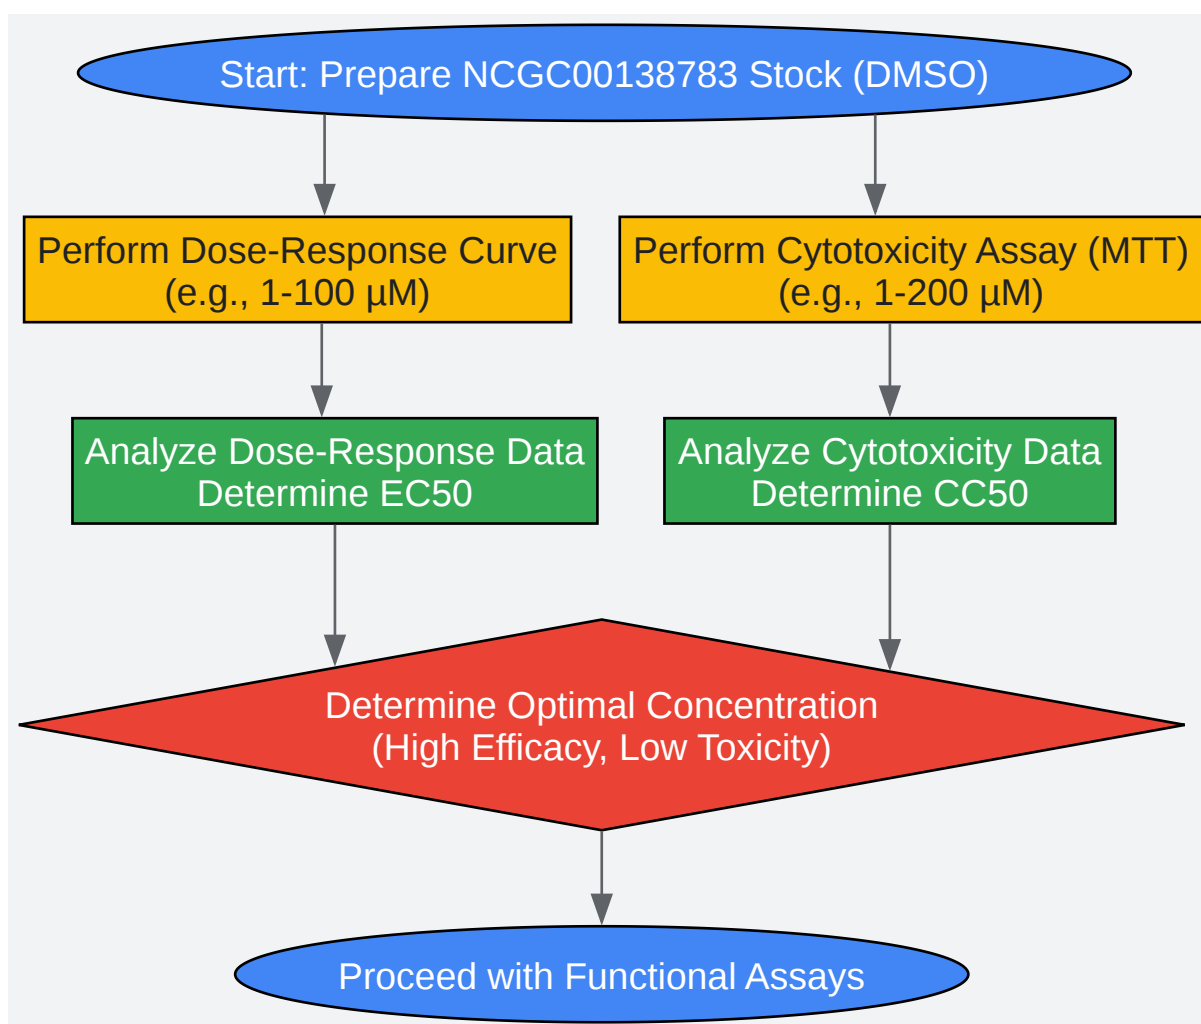 Start: Prepare NCGC00138783 Stock (DMSO)
Perform Dose-Response Curve
(e.g., 1-100 µM)
Perform Cytotoxicity Assay (MTT)
(e.g., 1-200 µM)
Analyze Dose-Response Data
Determine EC50
Analyze Cytotoxicity Data
Determine CC50
Determine Optimal Concentration
(High Efficacy, Low Toxicity)
Proceed with Functional Assays